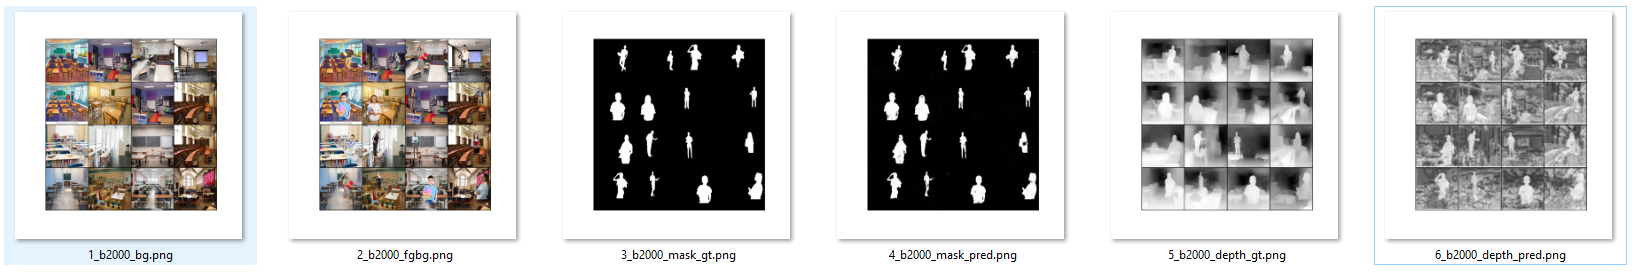 1_b2000_bg.png
2_b2000_fgbg.png
3_b2000_mask_gt.png
4_b2000_mask_pred.png
5_b2000_depth_gt.png
6_b2000_depth_pred.png